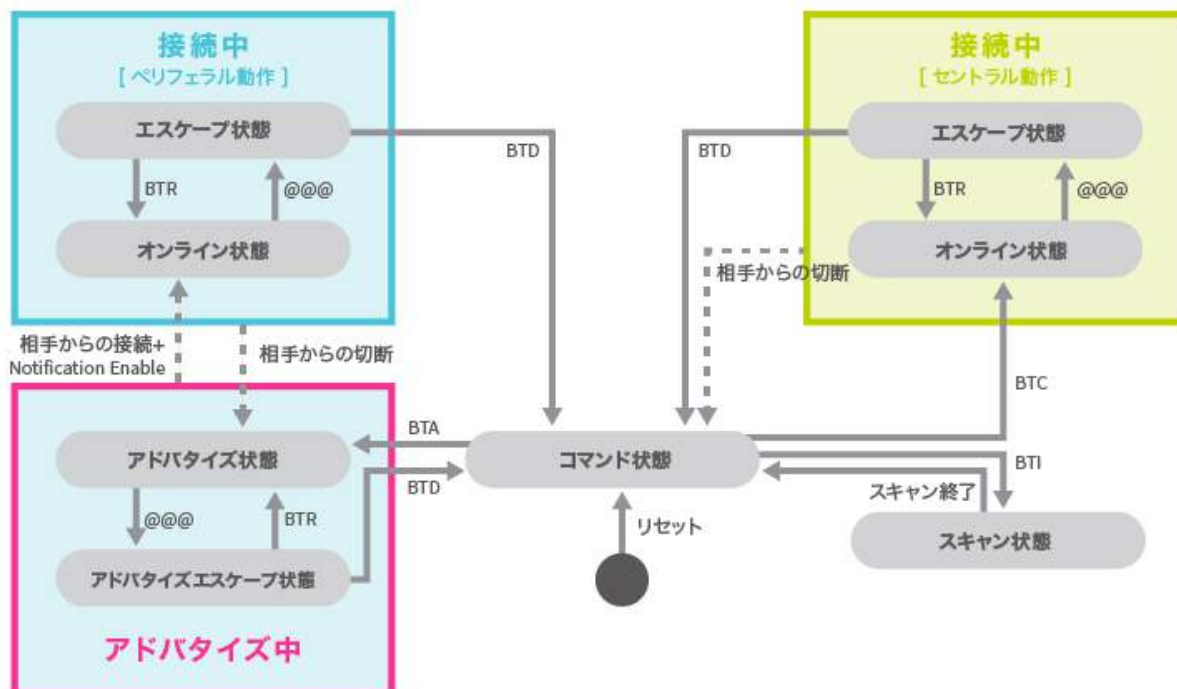 接続中
[ ペリフェラル動作 ]
エスケープ状態
BTR
@@@
オンライン状態
BTD
接続中
[ セントラル動作 ]
エスケープ状態
BTD
BTR
@@@
オンライン状態
相手からの切断
相手からの接続+
Notification Enable
相手からの切断
BTC
アドバタイズ状態
BTA
コマンド状態
BTI
BTD
スキャン終了
@@@
BTR
リセット
スキャン状態
アドバタイズエスケープ状態
アドバタイズ中